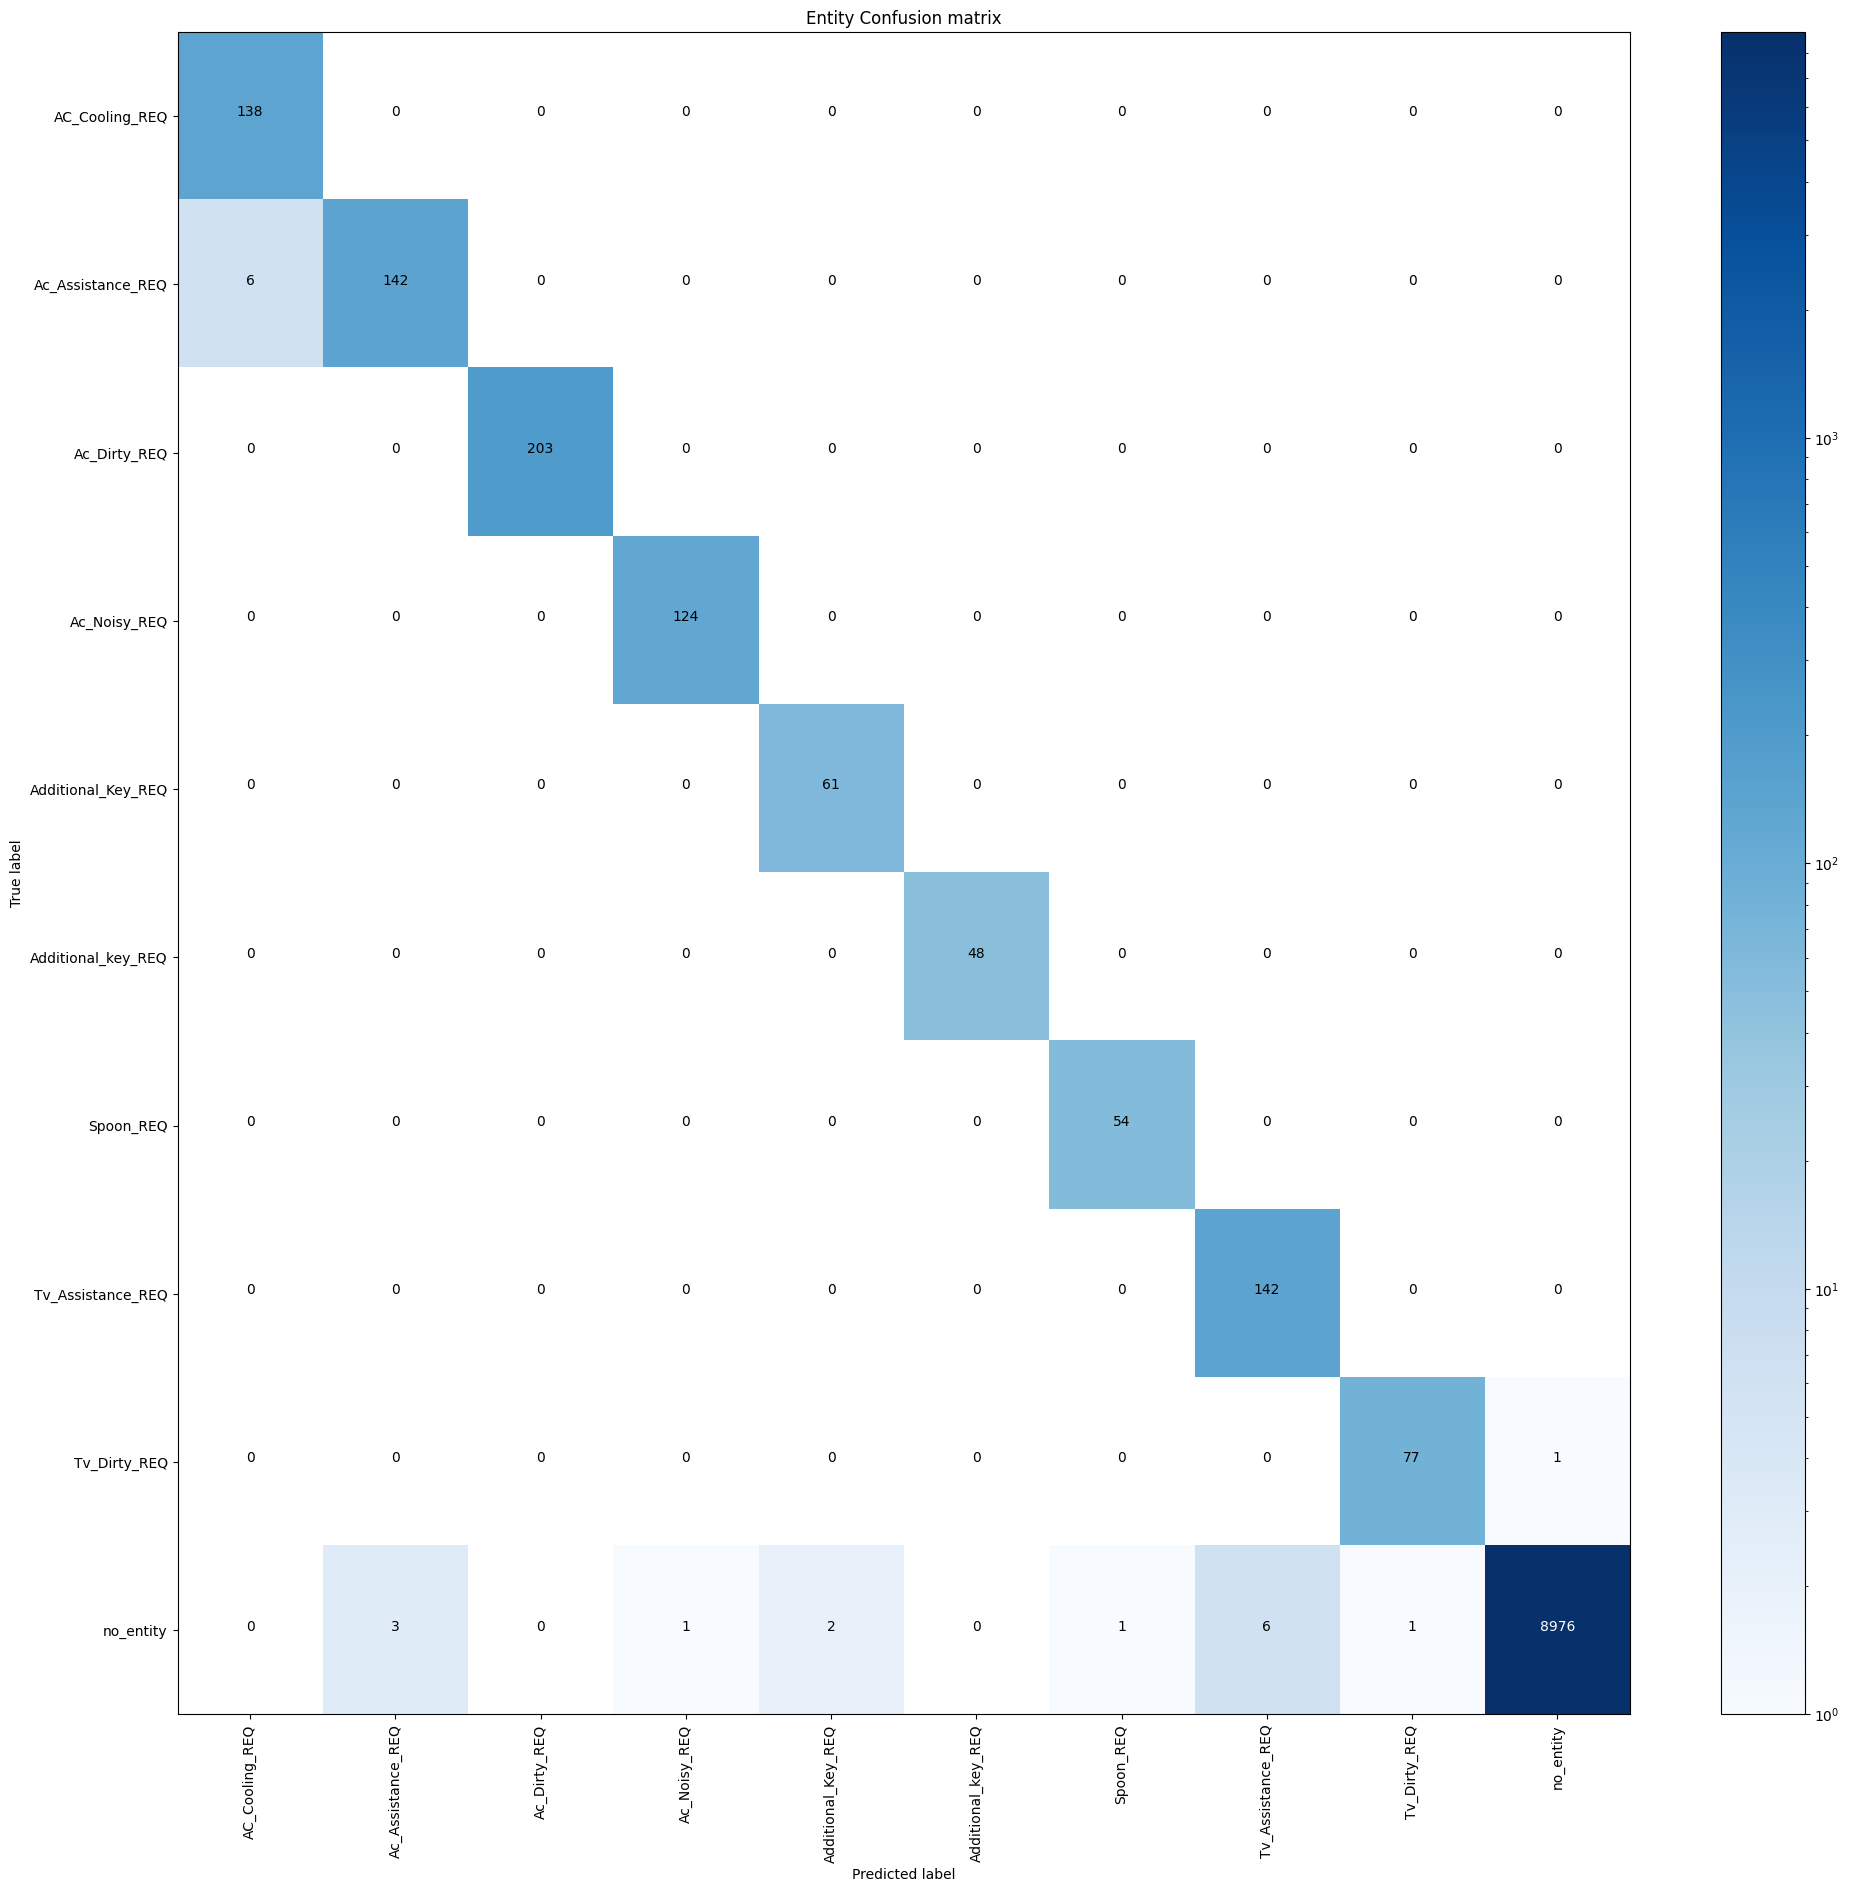 Entity Confusion matrix
AC_Cooling_REQ 138 0 0 0 0 0 0 0 0 0
Ac_Assistance_REQ 6 142 0 0 0 0 0 0 0 0
Ac_Dirty_REQ 0 0 203 0 0 0 0 0 0 0
10³
Ac_Noisy_REQ 0 0 0 124 0 0 0 0 0 0
Additional_Key_REQ 0 0 0 0 61 0 0 0 0 0
True label
10²
Additional_key_REQ 0 0 0 0 0 48 0 0 0 0
Spoon_REQ 0 0 0 0 0 0 54 0 0 0
Tv_Assistance_REQ 0 0 0 0 0 0 0 142 0 0
10¹
Tv_Dirty_REQ 0 0 0 0 0 0 0 0 77 1
no_entity 0 3 0 1 2 0 1 6 1 8976
10⁰
AC_Cooling_REQ
Ac_Assistance_REQ
Ac_Dirty_REQ
Ac_Noisy_REQ
Additional_Key_REQ
Additional_key_REQ
Spoon_REQ
Tv_Assistance_REQ
Tv_Dirty_REQ
no_entity
Predicted label